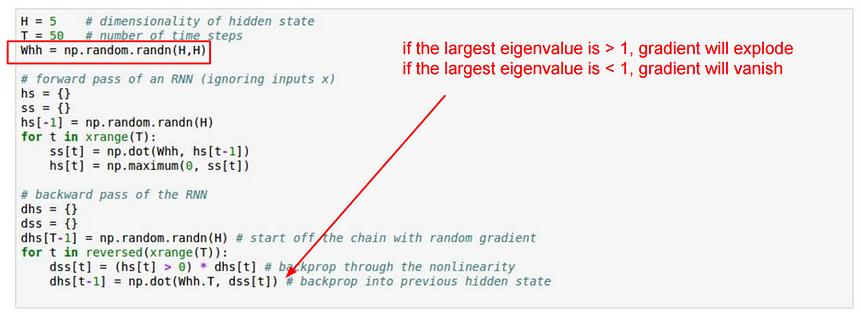 H = 5    # dimensionality of hidden state
T = 50   # number of time steps
Whh = np.random.randn(H,H)
if the largest eigenvalue is > 1, gradient will explode
if the largest eigenvalue is < 1, gradient will vanish
# forward pass of an RNN (ignoring inputs x)
hs = {}
ss = {}
hs[-1] = np.random.randn(H)
for t in xrange(T):
    ss[t] = np.dot(Whh, hs[t-1])
    hs[t] = np.maximum(0, ss[t])
# backward pass of the RNN
dhs = {}
dss = {}
dhs[T-1] = np.random.randn(H) # start off the chain with random gradient
for t in reversed(xrange(T)):
    dss[t] = (hs[t] > 0) * dhs[t] # backprop through the nonlinearity
    dhs[t-1] = np.dot(Whh.T, dss[t]) # backprop into previous hidden state